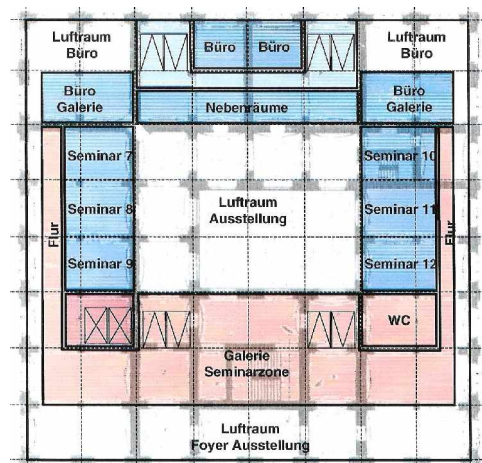 Luftraum
Büro
Büro
Büro
Luftraum
Büro
Büro
Galerie
Nebenräume
Büro
Galerie
Seminar 7
Seminar 10
Seminar 8
Luftraum
Ausstellung
Seminar 11
Flur
Flur
Seminar 9
Seminar 12
WC
Galerie
Seminarzone
Luftraum
Foyer Ausstellung